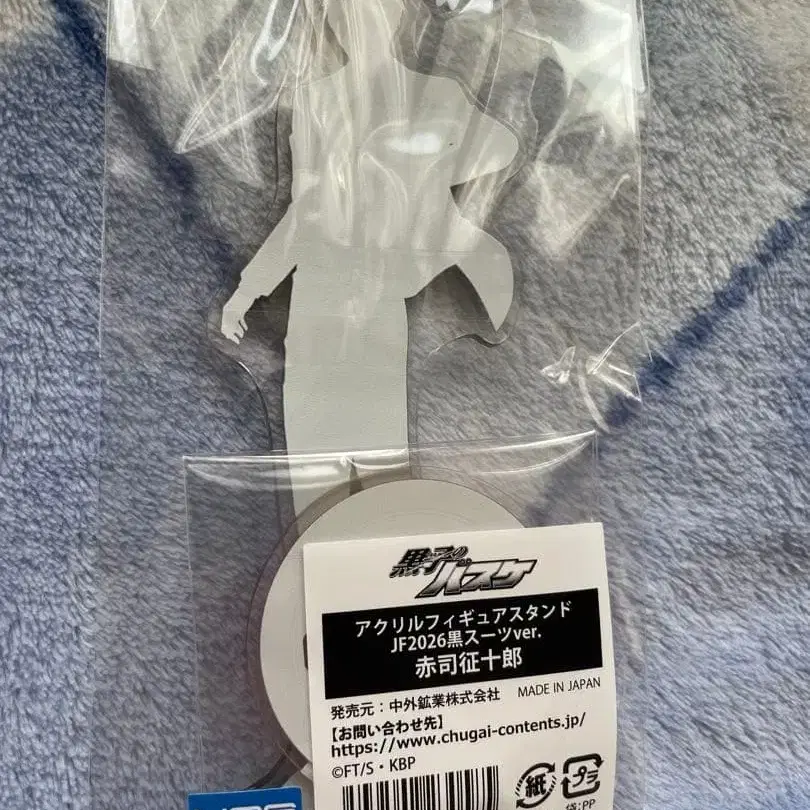 黒子のバスケ
アクリルフィギュアスタンド
JF2026黒スーツver.
赤司征十郎
発売元：中外鉱業株式会社 MADE IN JAPAN
【お問い合わせ先】
https://www.chugai-contents.jp/
©FT/S・KBP
紙 プラ
袋:PP